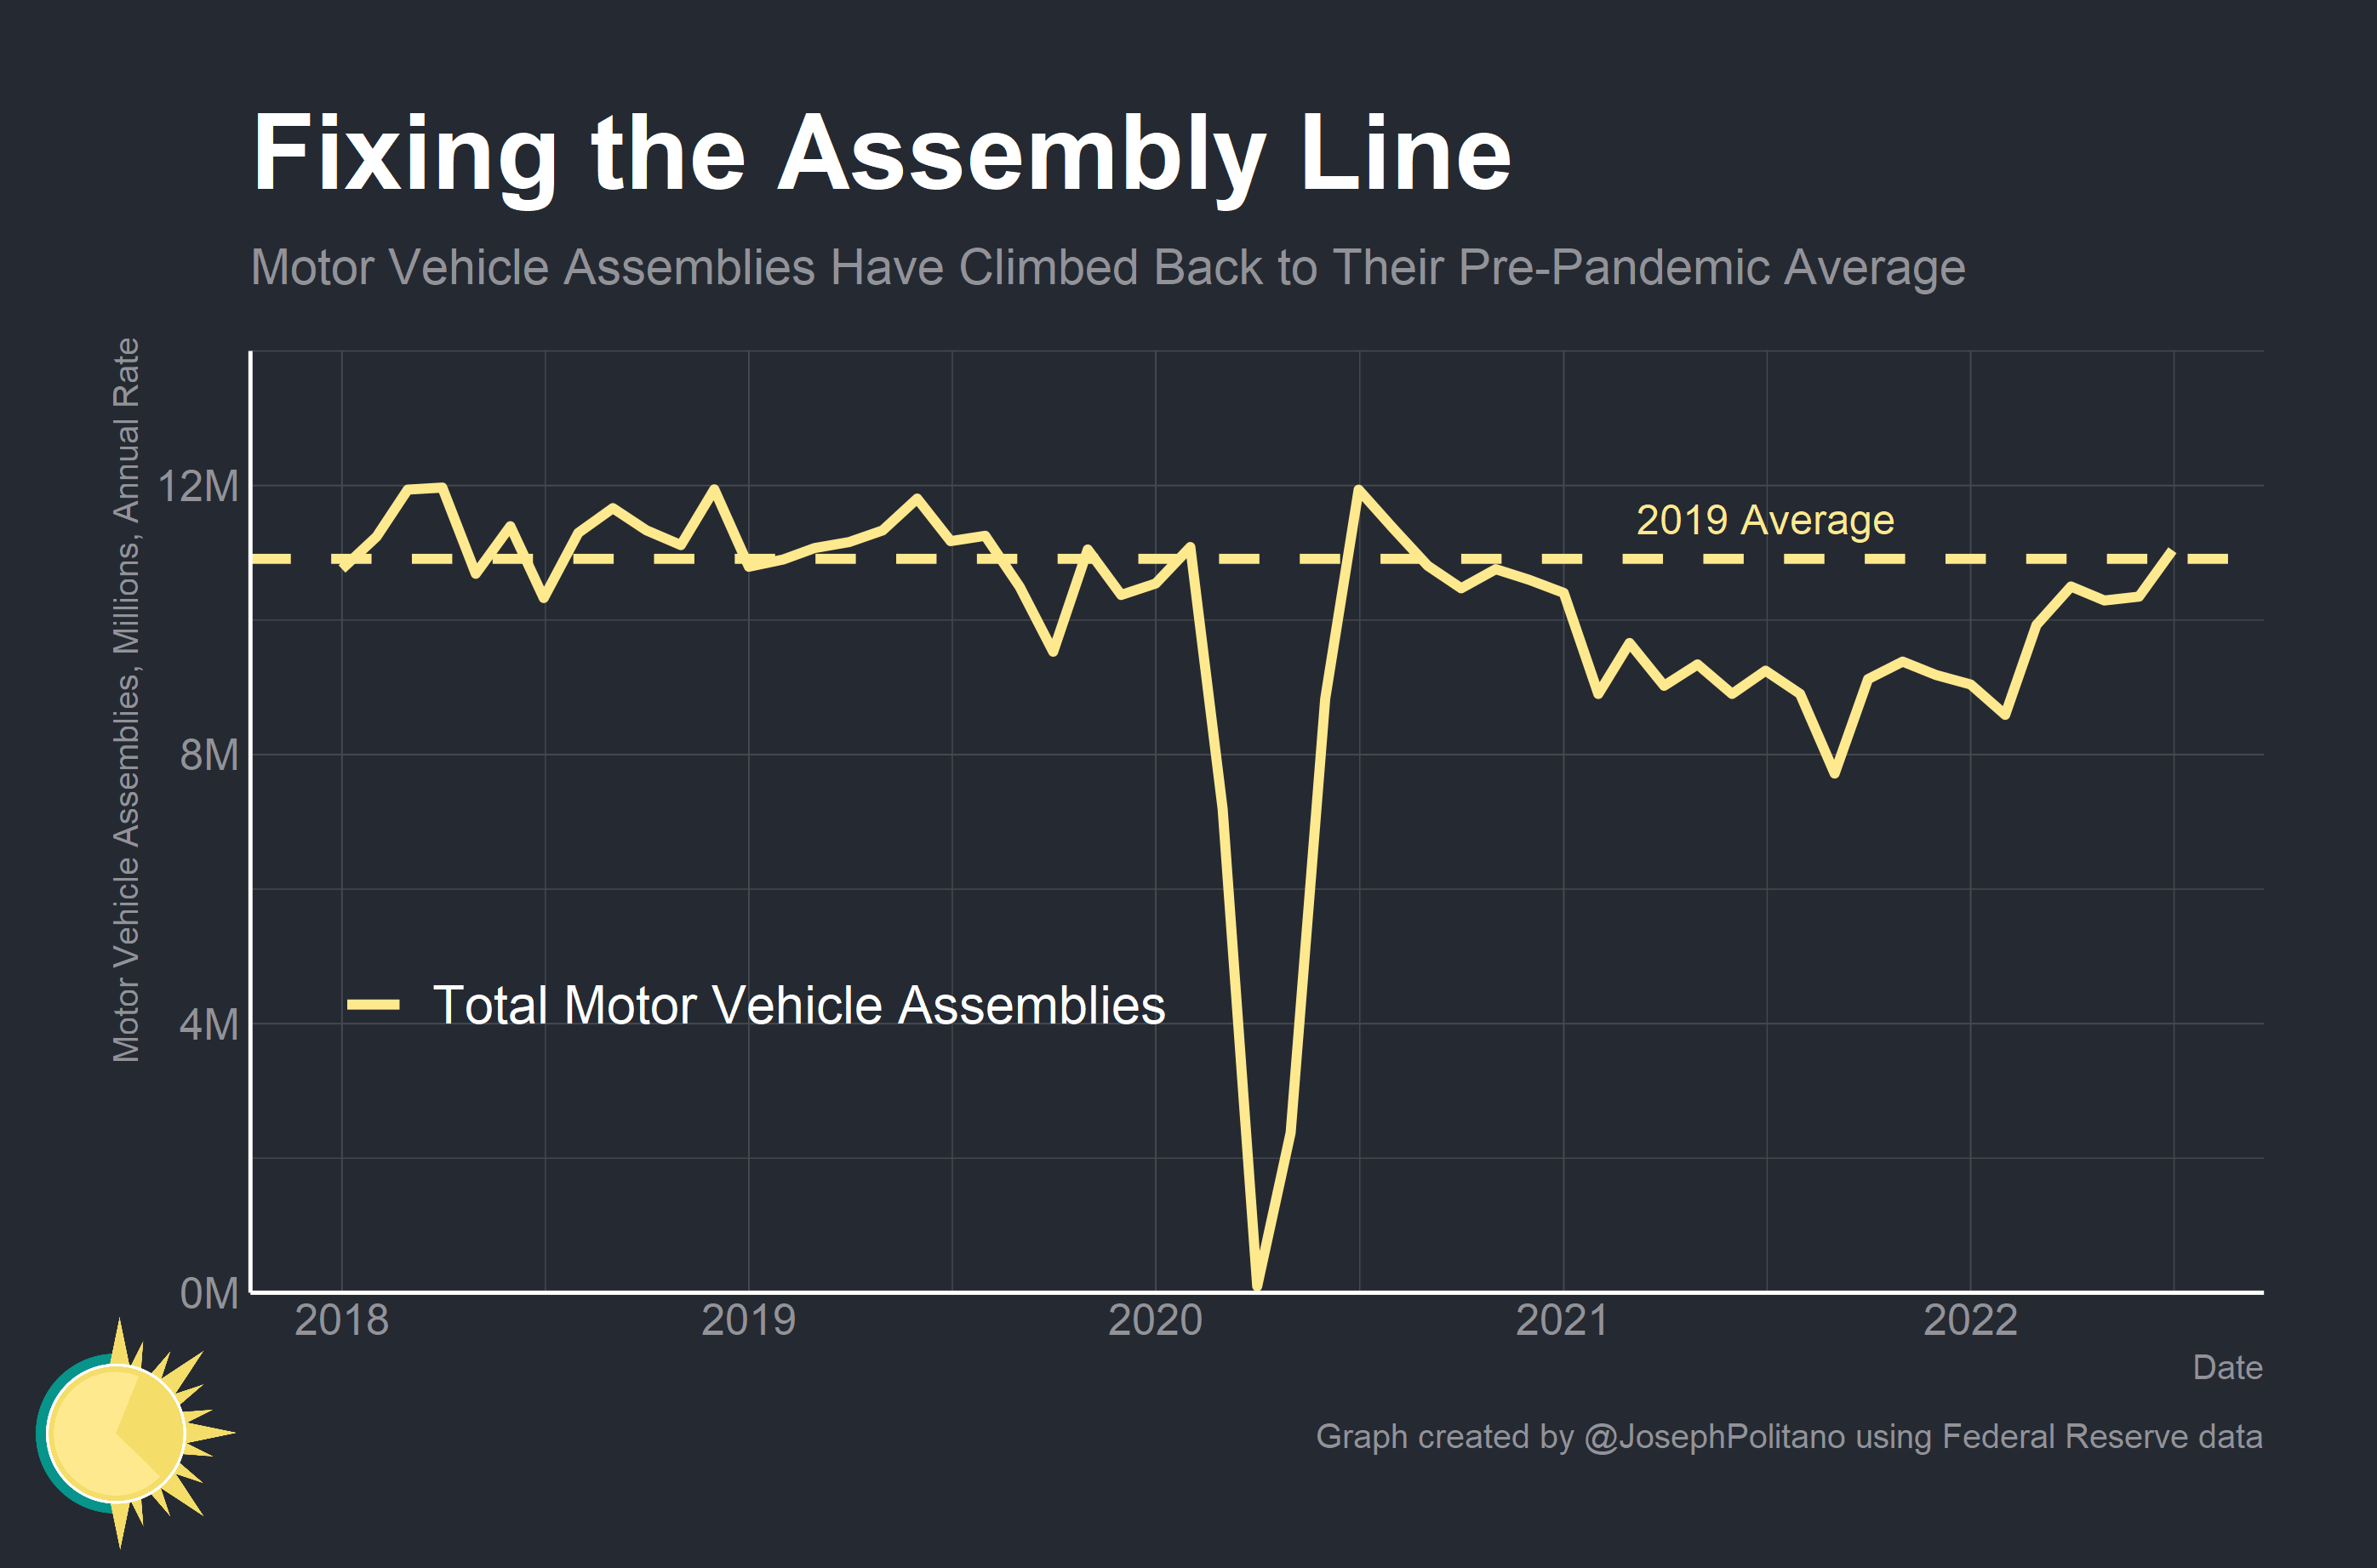 Fixing the Assembly Line
Motor Vehicle Assemblies Have Climbed Back to Their Pre-Pandemic Average
Motor Vehicle Assemblies, Millions, Annual Rate
12M
8M
4M
0M
2019 Average
Total Motor Vehicle Assemblies
2018
2019
2020
2021
2022
Date
Graph created by @JosephPolitano using Federal Reserve data